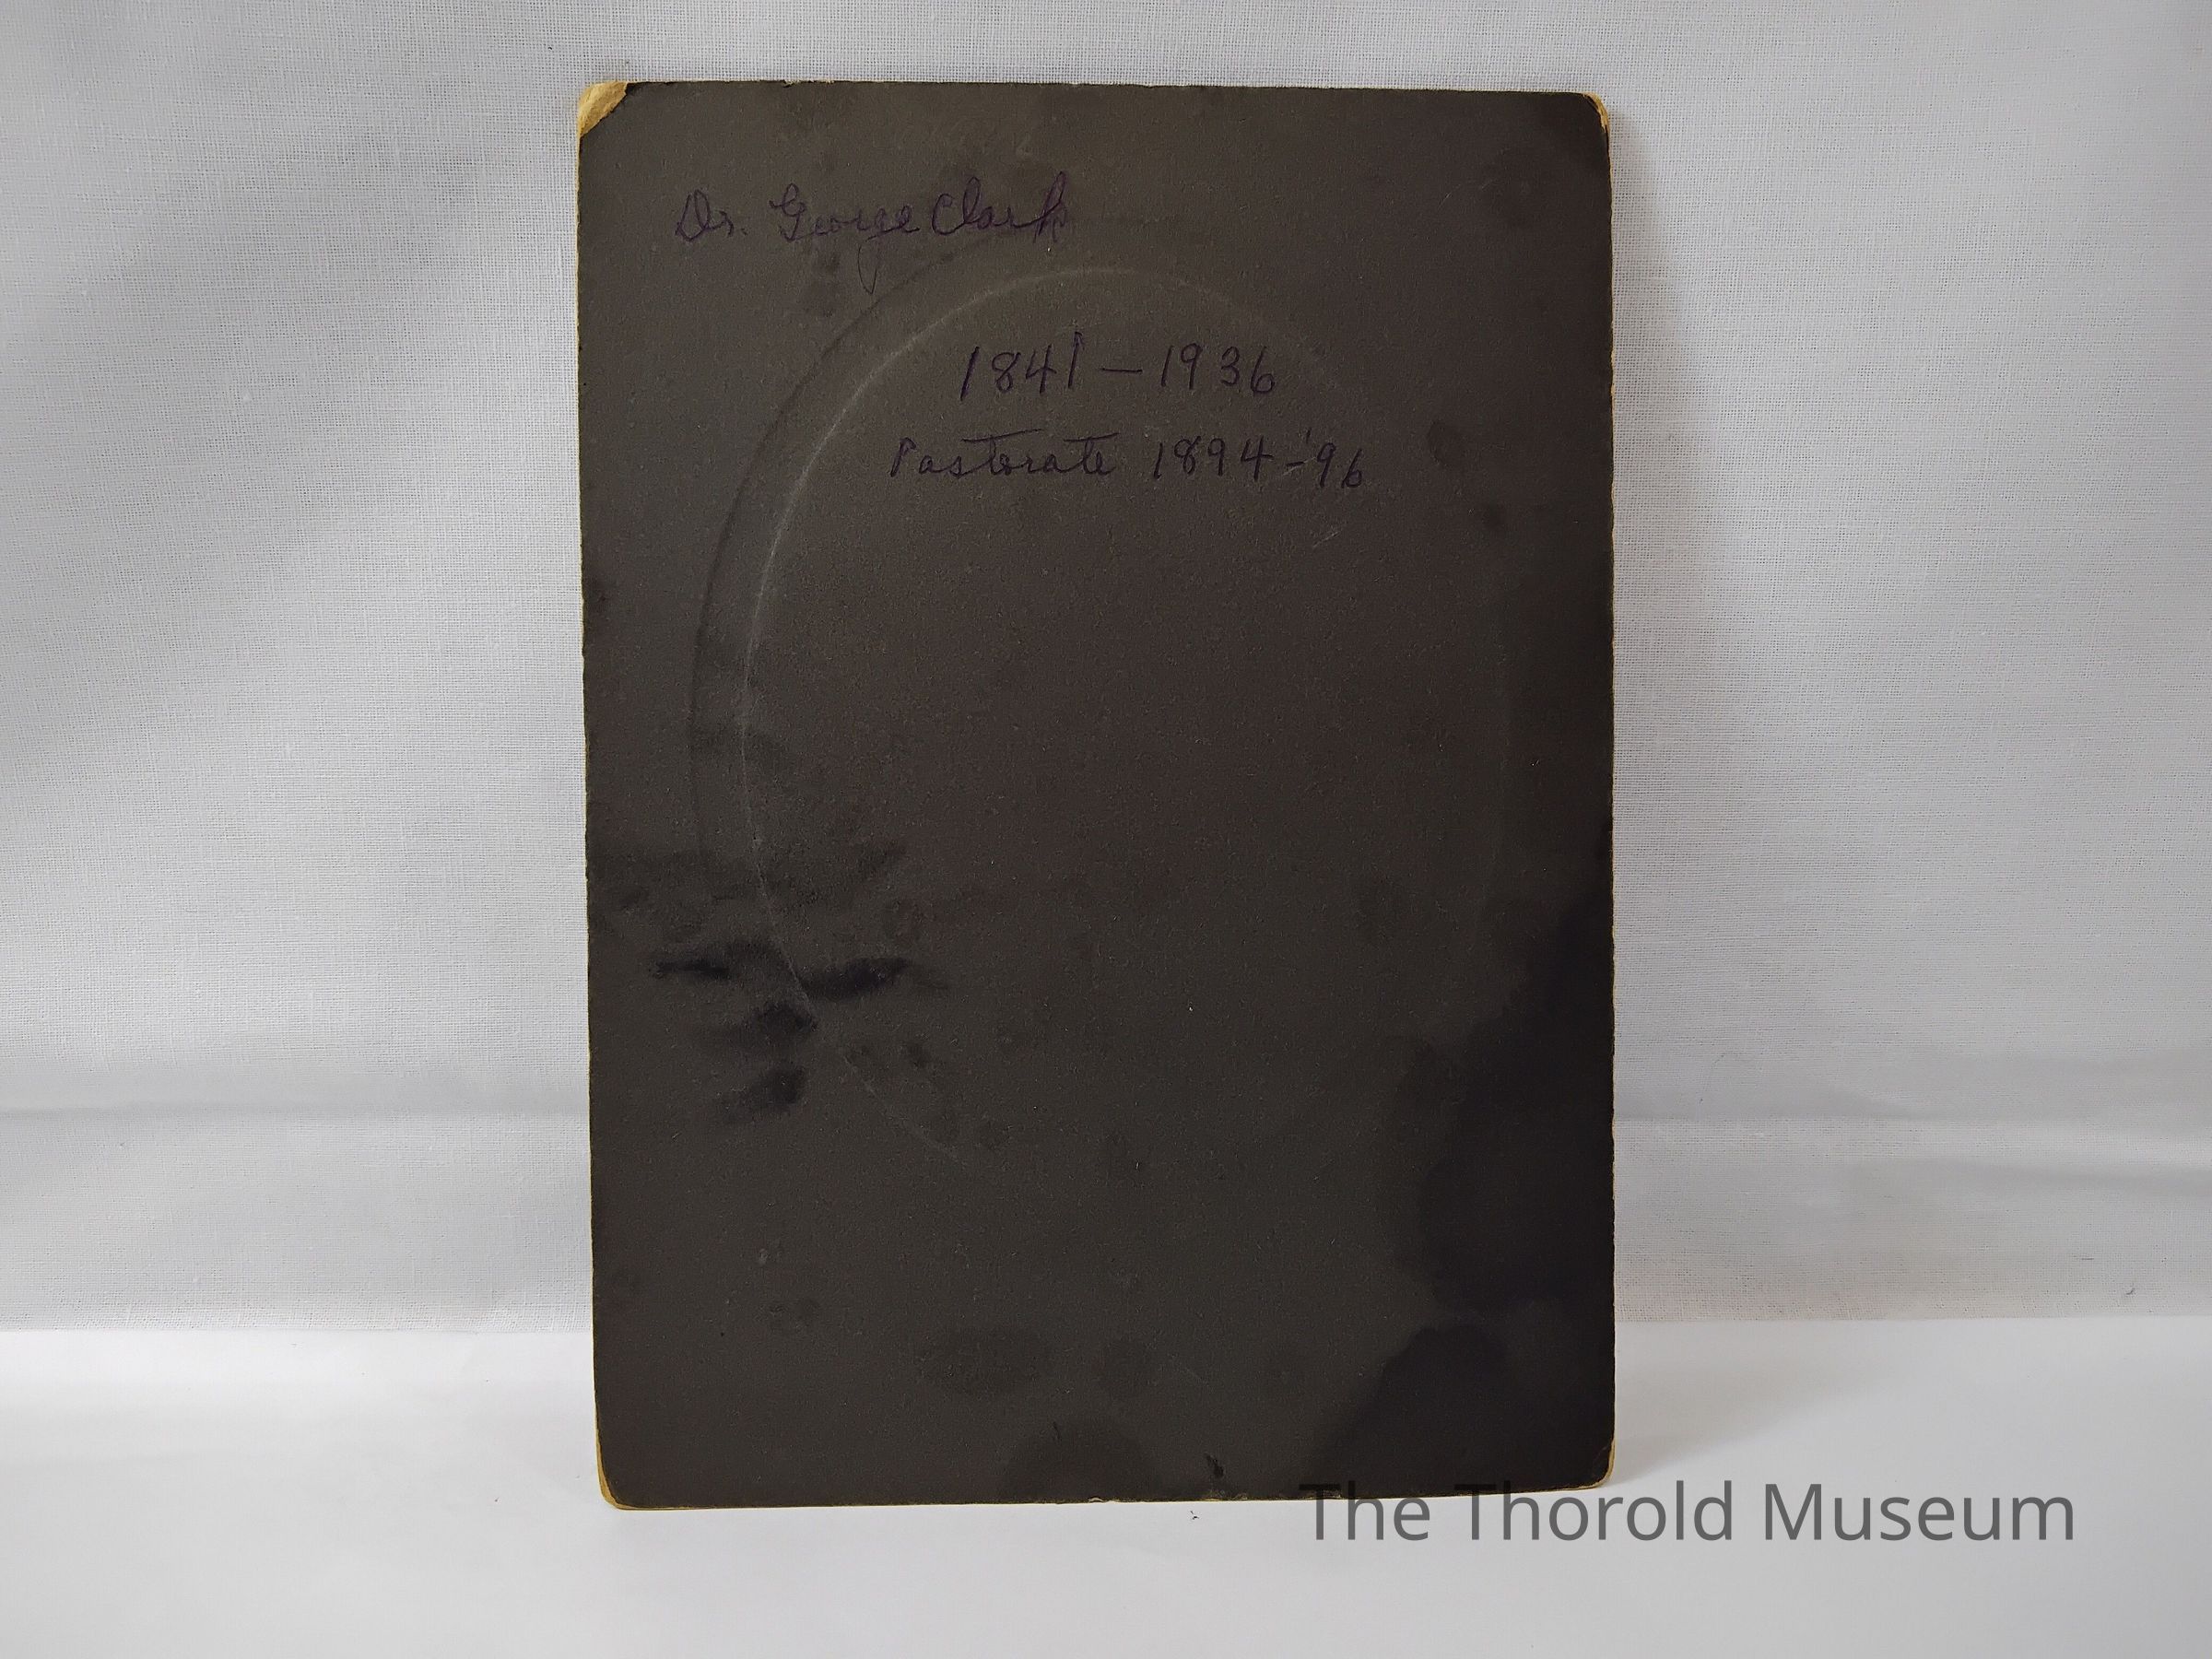 Dr. George Clark
1841 — 1936
Pastorate 1894-'96
The Thorold Museum